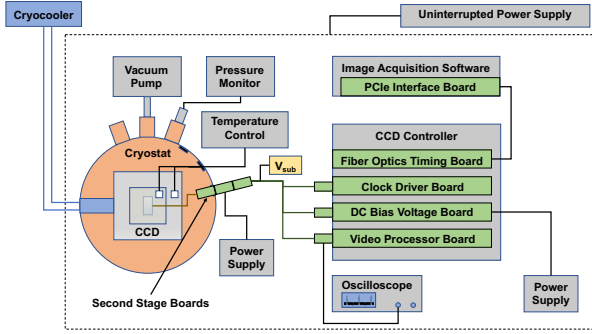 Cryocooler
Uninterrupted Power Supply
Vacuum
Pump
Pressure
Monitor
Image Acquisition Software
PCIe Interface Board
Temperature
Control
Cryostat
CCD Controller
Fiber Optics Timing Board
Vsub
Clock Driver Board
DC Bias Voltage Board
Video Processor Board
CCD
Power
Supply
Second Stage Boards
Oscilloscope
Power
Supply